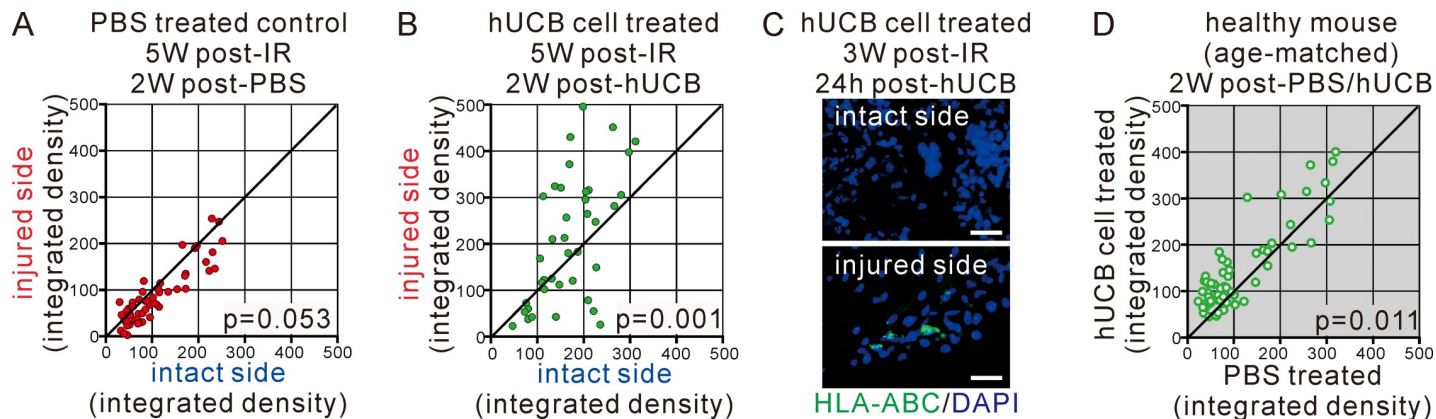 A
PBS treated control
5W post-IR
2W post-PBS
injured side
(integrated density)
500
400
300
200
100
0
p=0.053
0 100 200 300 400 500
intact side
(integrated density)
B
hUCB cell treated
5W post-IR
2W post-hUCB
injured side
(integrated density)
500
400
300
200
100
0
p=0.001
0 100 200 300 400 500
intact side
(integrated density)
C
hUCB cell treated
3W post-IR
24h post-hUCB
intact side
injured side
HLA-ABC/DAPI
D
healthy mouse
(age-matched)
2W post-PBS/hUCB
hUCB cell treated
(integrated density)
500
400
300
200
100
0
p=0.011
0 100 200 300 400 500
PBS treated
(integrated density)